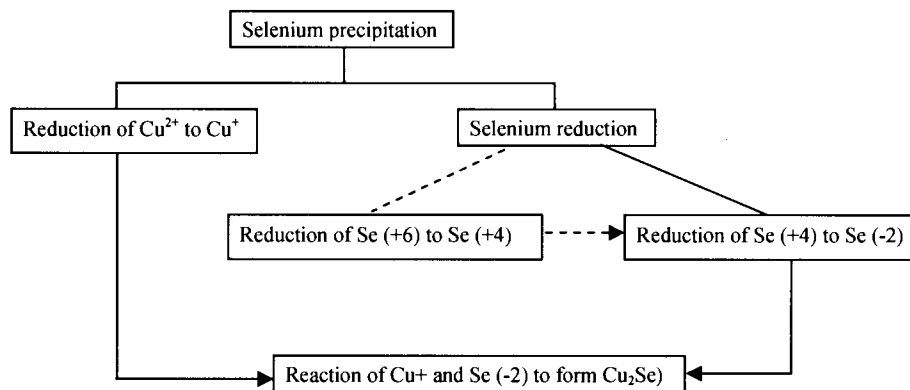 Selenium precipitation
Reduction of Cu²⁺ to Cu⁺
Selenium reduction
Reduction of Se (+6) to Se (+4)
Reduction of Se (+4) to Se (-2)
Reaction of Cu+ and Se (-2) to form Cu₂Se)